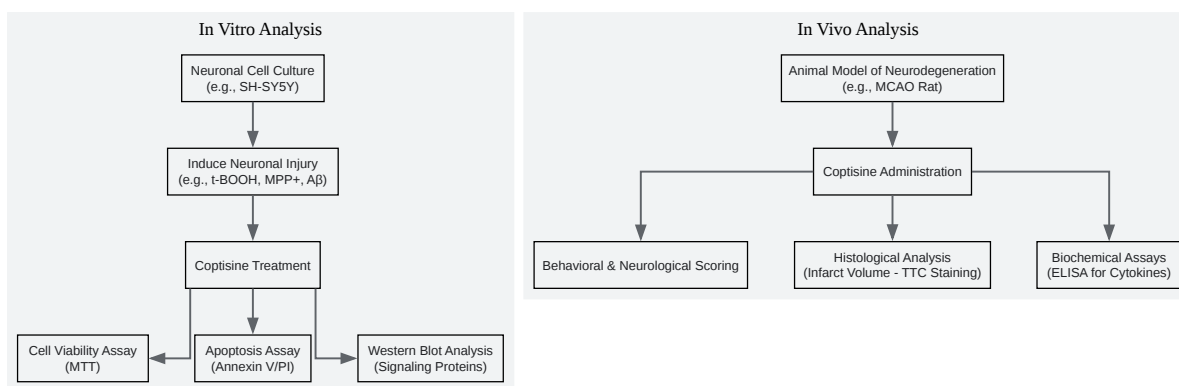 In Vitro Analysis
Neuronal Cell Culture
(e.g., SH-SY5Y)
Induce Neuronal Injury
(e.g., t-BOOH, MPP+, Aβ)
Coptisine Treatment
Cell Viability Assay
(MTT)
Apoptosis Assay
(Annexin V/PI)
Western Blot Analysis
(Signaling Proteins)
In Vivo Analysis
Animal Model of Neurodegeneration
(e.g., MCAO Rat)
Coptisine Administration
Behavioral & Neurological Scoring
Histological Analysis
(Infarct Volume - TTC Staining)
Biochemical Assays
(ELISA for Cytokines)